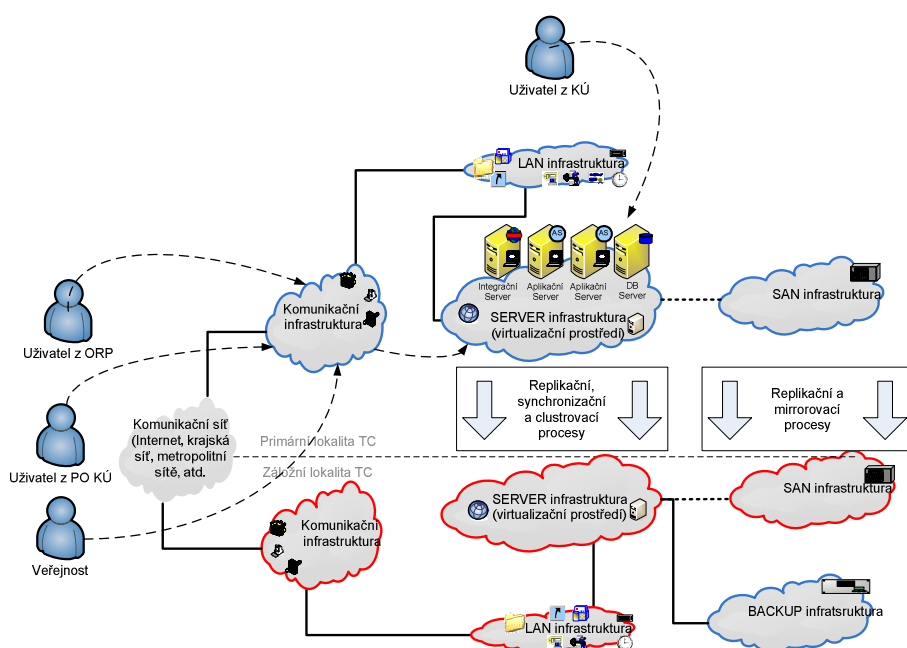 Uživatel z KÚ
LAN infrastruktura
AS
AS
Integrační
Server
Aplikační
Server
Aplikační
Server
DB
Server
SERVER infrastruktura
(virtualizační prostředí)
SAN infrastruktura
Komunikační
infrastruktura
Uživatel z ORP
Replikační,
synchronizační
a clustrovací
procesy
Replikační a
mirrorovací
procesy
Komunikační síť
(Internet, krajská
síť, metropolitní
sítě, atd.
Uživatel z PO KÚ
Primární lokalita TC
Záložní lokalita TC
SERVER infrastruktura
(virtualizační prostředí)
SAN infrastruktura
Komunikační
infrastruktura
Veřejnost
BACKUP infratsruktura
LAN infrastruktura